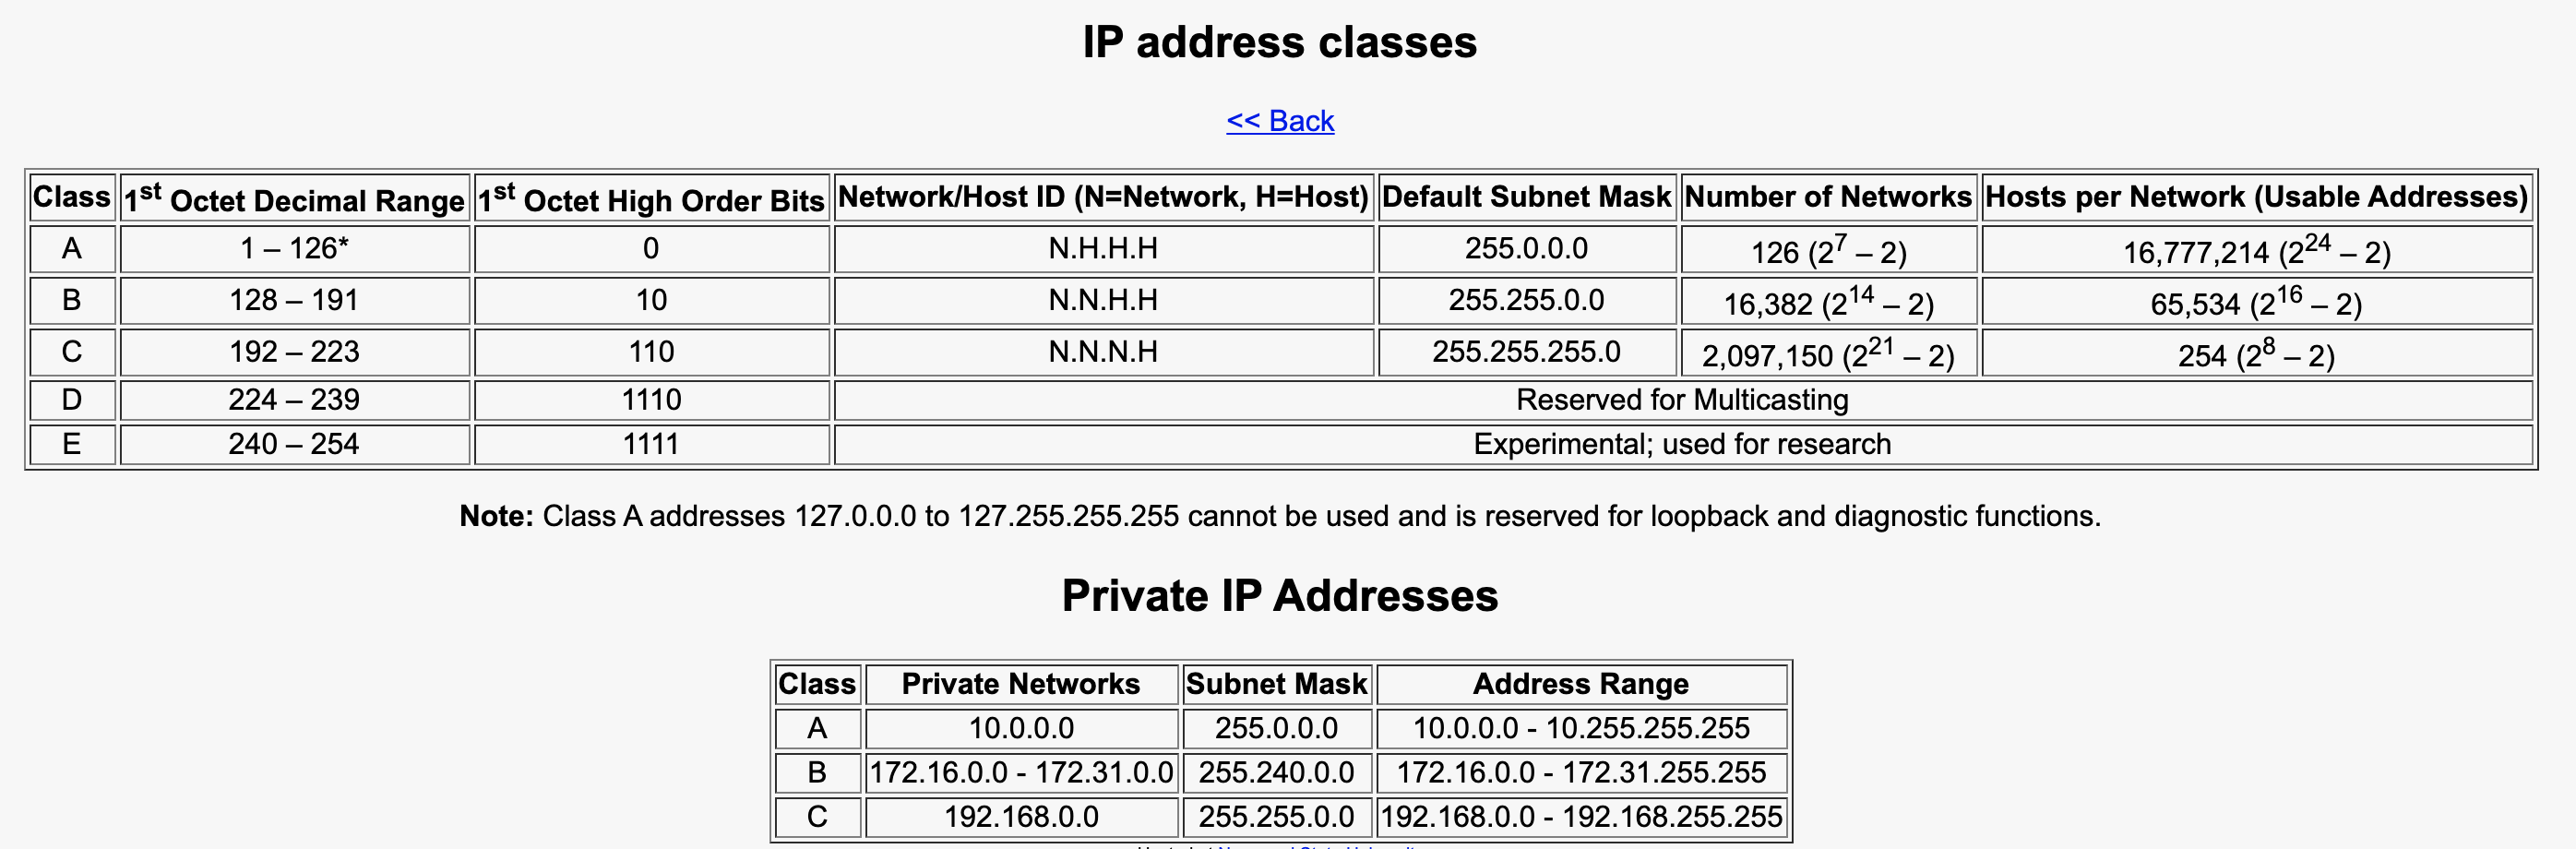 IP address classes
<< Back
Class 1st Octet Decimal Range 1st Octet High Order Bits Network/Host ID (N=Network, H=Host) Default Subnet Mask Number of Networks Hosts per Network (Usable Addresses)
A 1 – 126* 0 N.H.H.H 255.0.0.0 126 (2^7 – 2) 16,777,214 (2^24 – 2)
B 128 – 191 10 N.N.H.H 255.255.0.0 16,382 (2^14 – 2) 65,534 (2^16 – 2)
C 192 – 223 110 N.N.N.H 255.255.255.0 2,097,150 (2^21 – 2) 254 (2^8 – 2)
D 224 – 239 1110 Reserved for Multicasting
E 240 – 254 1111 Experimental; used for research
Note: Class A addresses 127.0.0.0 to 127.255.255.255 cannot be used and is reserved for loopback and diagnostic functions.
Private IP Addresses
Class Private Networks Subnet Mask Address Range
A 10.0.0.0 255.0.0.0 10.0.0.0 - 10.255.255.255
B 172.16.0.0 - 172.31.0.0 255.240.0.0 172.16.0.0 - 172.31.255.255
C 192.168.0.0 255.255.0.0 192.168.0.0 - 192.168.255.255